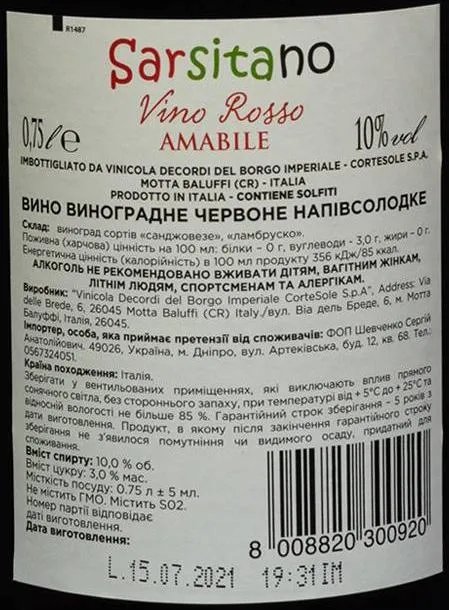 R1487
Sarsitano
Vino Rosso
0,75 l e AMABILE 10% vol
IMBOTTIGLIATO DA VINICOLA DECORDI DEL BORGO IMPERIALE - CORTESOLE S.P.A.
MOTTA BALUFFI (CR) - ITALIA
PRODOTTO IN ITALIA - CONTIENE SOLFITI
ВИНО ВИНОГРАДНЕ ЧЕРВОНЕ НАПІВСОЛОДКЕ
Склад: виноград сортів «санджовезе», «ламбруско».
Поживна (харчова) цінність на 100 мл: білки – 0 г, вуглеводи - 3,0 г, жири – 0 г.
Енергетична цінність (калорійність) в 100 мл продукту 356 кДж/85 ккал.
АЛКОГОЛЬ НЕ РЕКОМЕНДОВАНО ВЖИВАТИ ДІТЯМ, ВАГІТНИМ ЖІНКАМ,
ЛІТНІМ ЛЮДЯМ, СПОРТСМЕНАМ ТА АЛЕРГІКАМ.
Виробник: "Vinicola Decordi del Borgo Imperiale CorteSole S.p.A", Address: Via
delle Brede, 6, 26045 Motta Baluffi (CR) Italy./вул. Віа дель Бреде, 6, м. Мотта
Балуффі, Італія, 26045.
Імпортер, особа, яка приймає претензії від споживачів: ФОП Шевченко Сергій
Анатолійович. 49026, Україна, м. Дніпро, вул. Артеківська, буд. 12, кв. 68. Тел.:
0567324051.
Країна походження: Італія.
Зберігати у вентильованих приміщеннях, які виключають вплив прямого
сонячного світла, без стороннього запаху, при температурі від + 5°C до + 25°C та
відносній вологості не більше 85 %. Гарантійний строк зберігання - 5 років з
дати виготовлення. Продукт, в якому після закінчення гарантійного строку
зберігання не з'явилося помутніння чи видимого осаду, придатний для
споживання.
Вміст спирту: 10,0 % об.
Вміст цукру: 3,0 % мас.
Місткість посуду: 0.75 л ± 5 мл.
Не містить ГМО. Містить SO2.
Номер партії відповідає
даті виготовлення.
Дата виготовлення:
8 008820 300920
L.15.07.2021 19:31IM